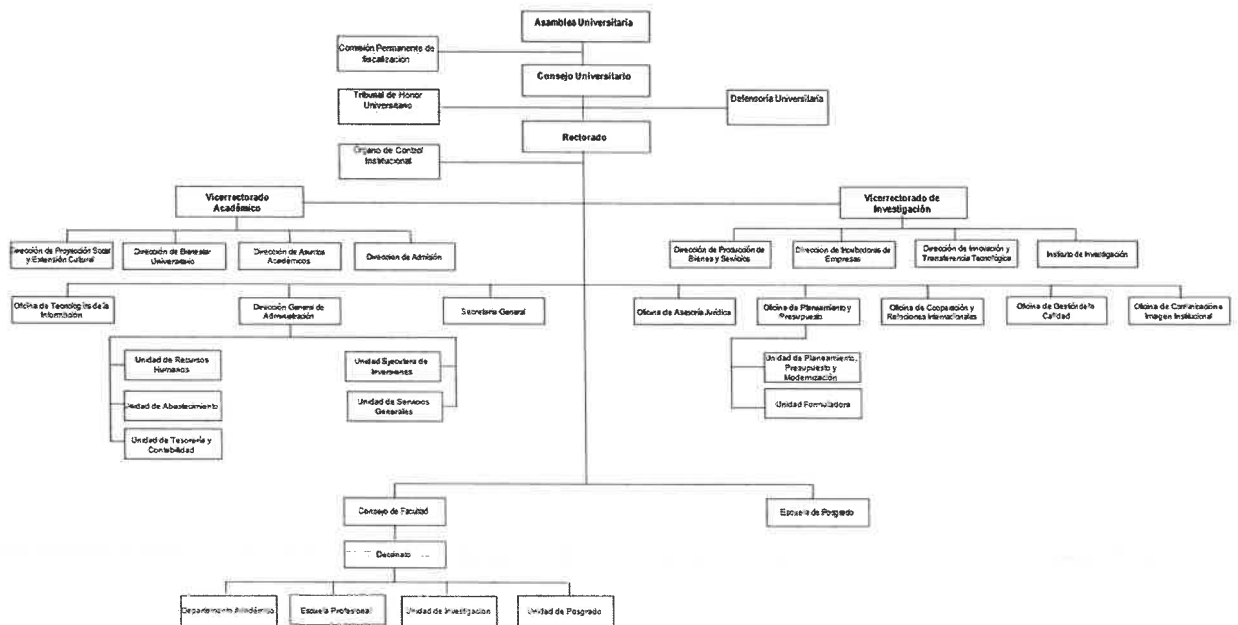 Asamblea Universitaria
Comisión Permanente de
fiscalización
Consejo Universitario
Tribunal de Honor
Universitario
Defensoría Universitaria
Rectorado
Órgano de Control
Institucional
Vicerrectorado
Académico
Vicerrectorado de
Investigación
Dirección de Proyección Social
y Extensión Cultural
Dirección de Bienestar
Universitario
Dirección de Asuntos
Académicos
Dirección de Admisión
Dirección de Producción de
Bienes y Servicios
Dirección de Incubadoras de
Empresas
Dirección de Innovación y
Transferencia Tecnológica
Instituto de Investigación
Oficina de Tecnologías de la
Información
Dirección General de
Administración
Secretaria General
Oficina de Asesoría Jurídica
Oficina de Planeamiento y
Presupuesto
Oficina de Cooperación y
Relaciones Internacionales
Oficina de Gestión de la
Calidad
Oficina de Comunicación e
Imagen Institucional
Unidad de Recursos
Humanos
Unidad Ejecutora de
Inversiones
Unidad de Planeamiento,
Presupuesto y
Modernización
Unidad de Abastecimiento
Unidad de Servicios
Generales
Unidad Formuladora
Unidad de Tesorería y
Contabilidad
Consejo de Facultad
Escuela de Posgrado
Decanato
Departamento Académico
Escuela Profesional
Unidad de Investigación
Unidad de Posgrado